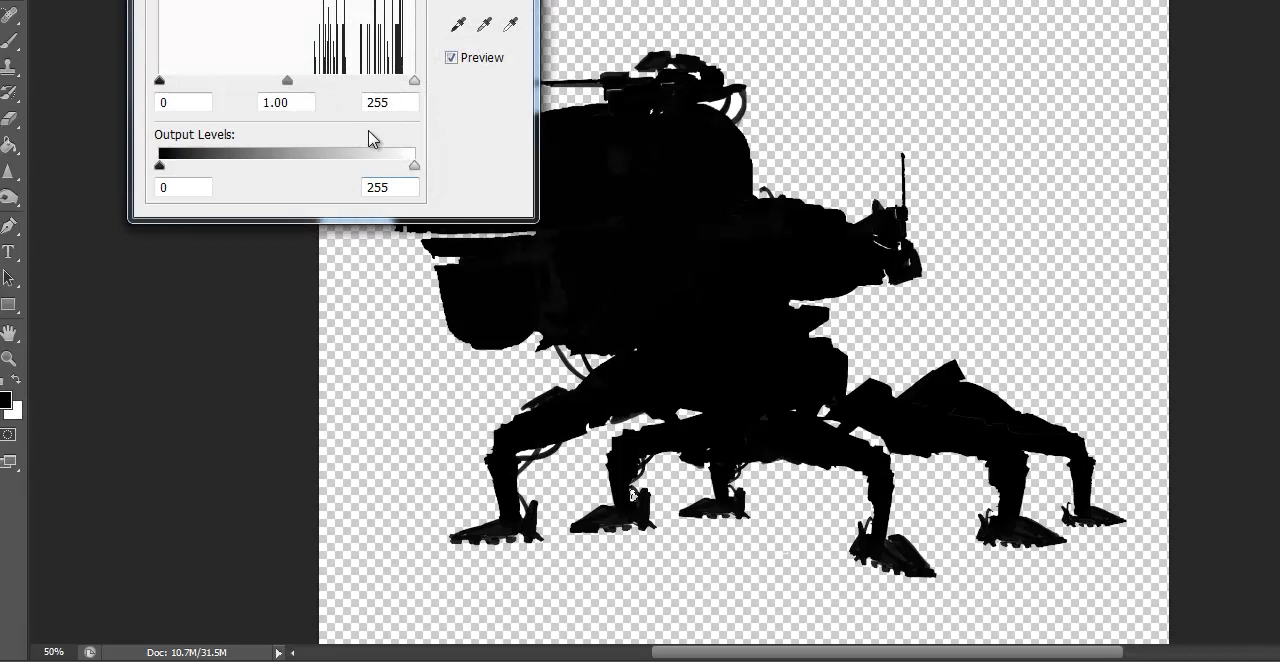 Preview
0 1.00 255
Output Levels:
0 255
T
50% Doc: 10.7M/31.5M